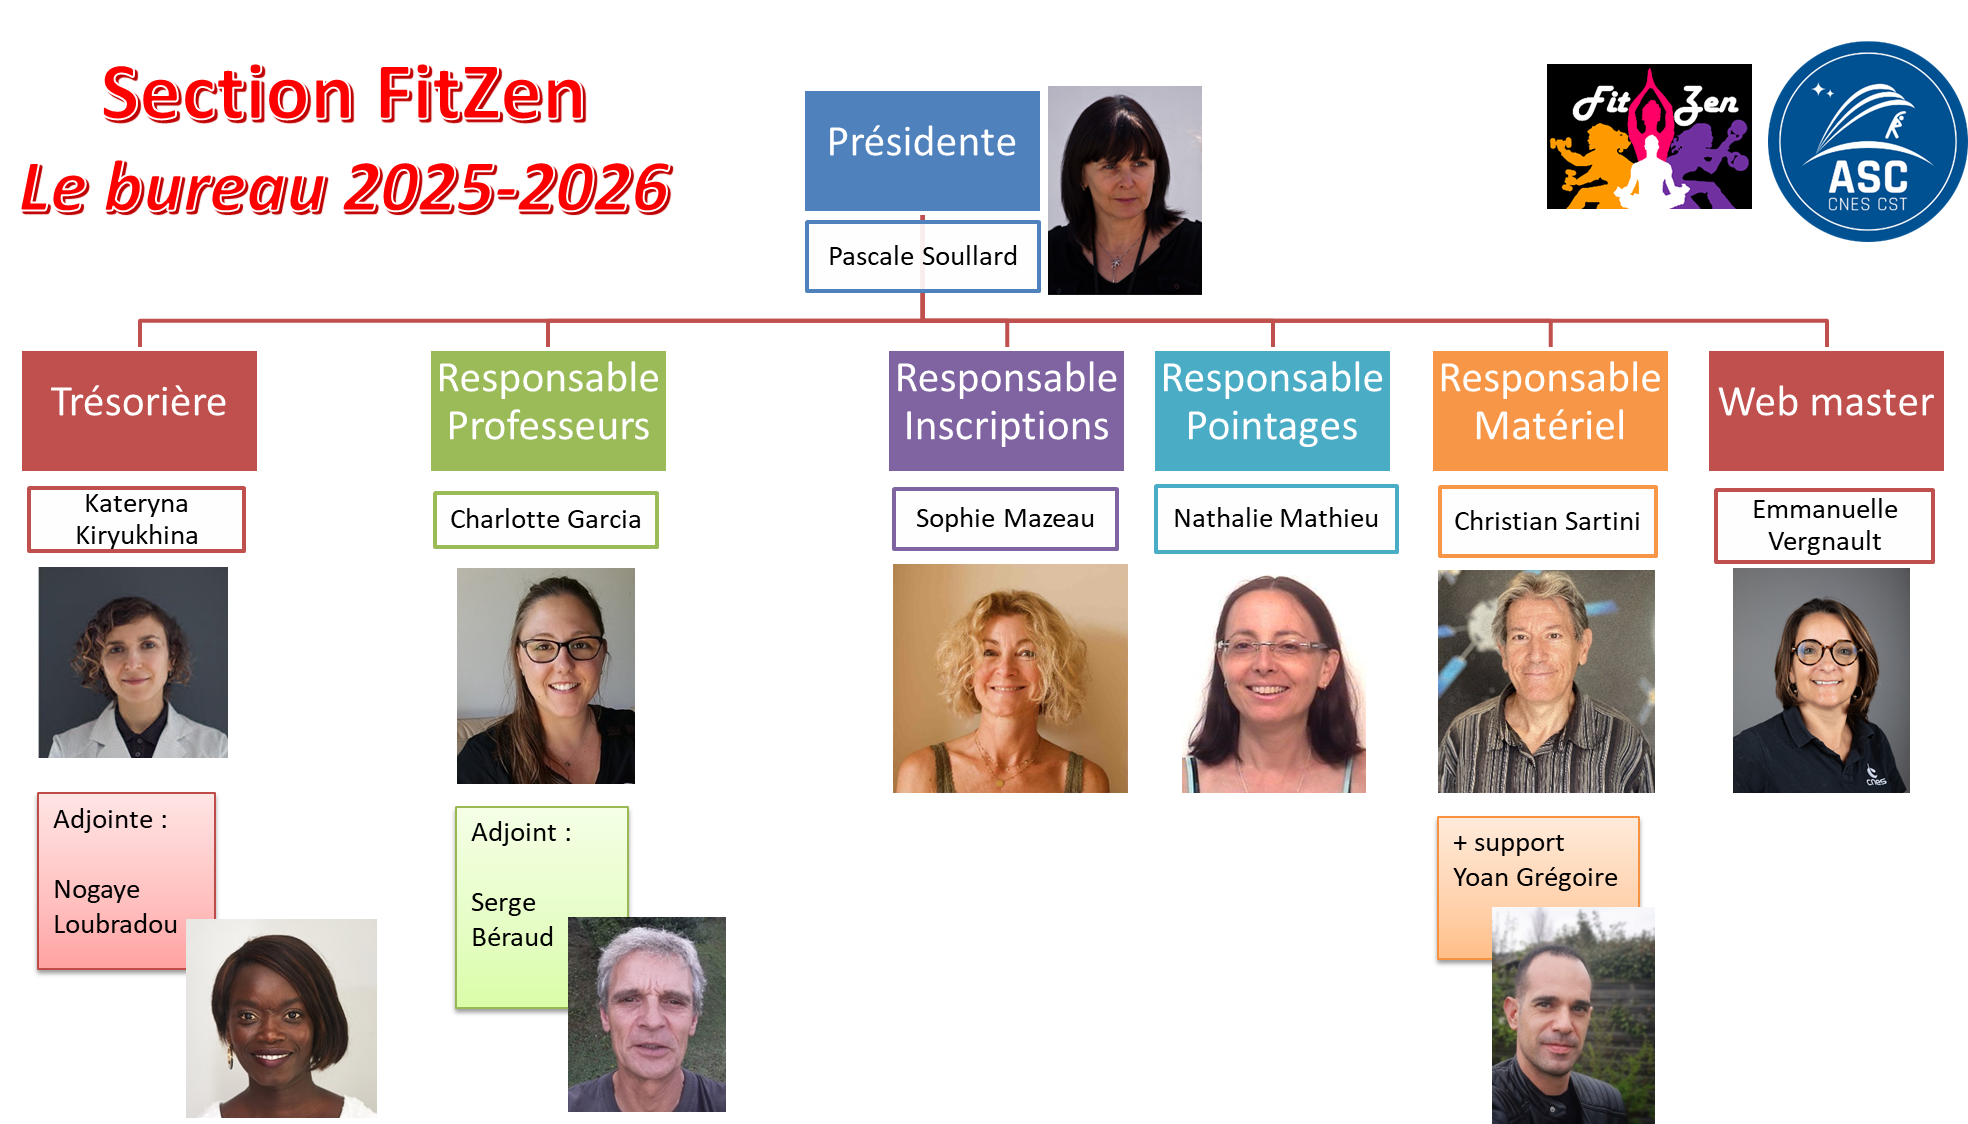 Section FitZen
Le bureau 2025-2026
Présidente
Pascale Soullard
Fit Zen
ASC
CNES CST
Trésorière
Kateryna
Kiryukhina
Adjointe :
Nogaye
Loubradou
Responsable
Professeurs
Charlotte Garcia
Adjoint :
Serge
Béraud
Responsable
Inscriptions
Sophie Mazeau
Responsable
Pointages
Nathalie Mathieu
Responsable
Matériel
Christian Sartini
+ support
Yoan Grégoire
Web master
Emmanuelle
Vergnault
cnes